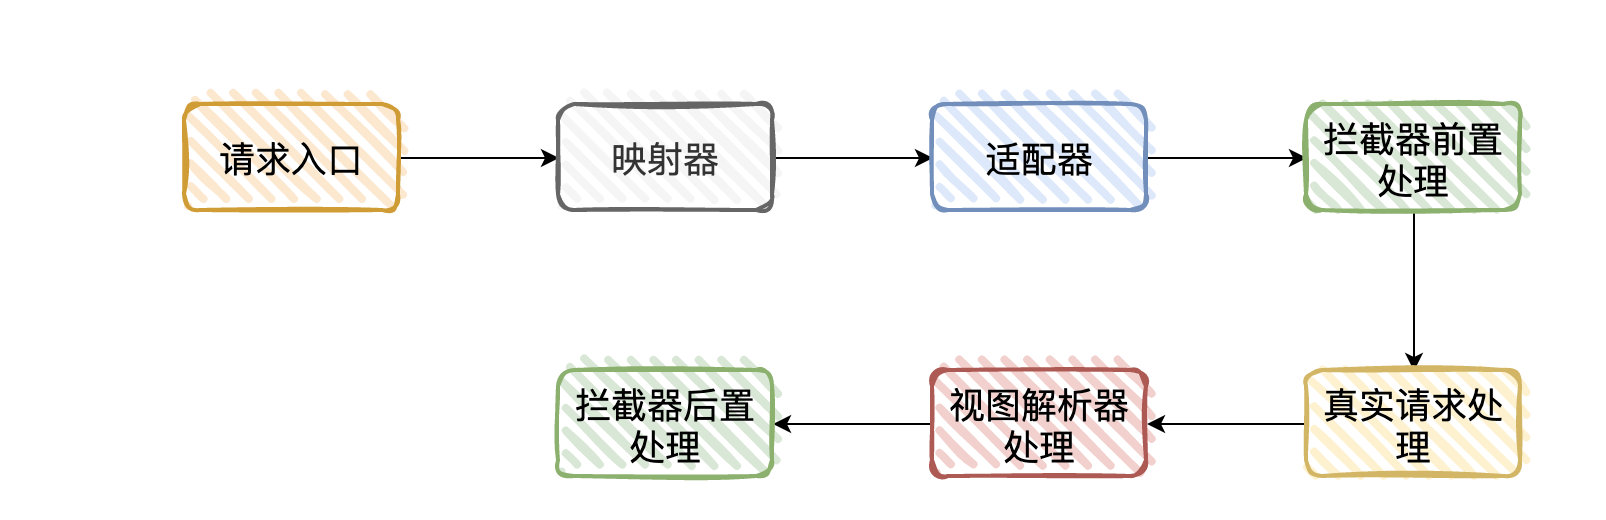 请求入口
映射器
适配器
拦截器前置
处理
真实请求处
理
视图解析器
处理
拦截器后置
处理